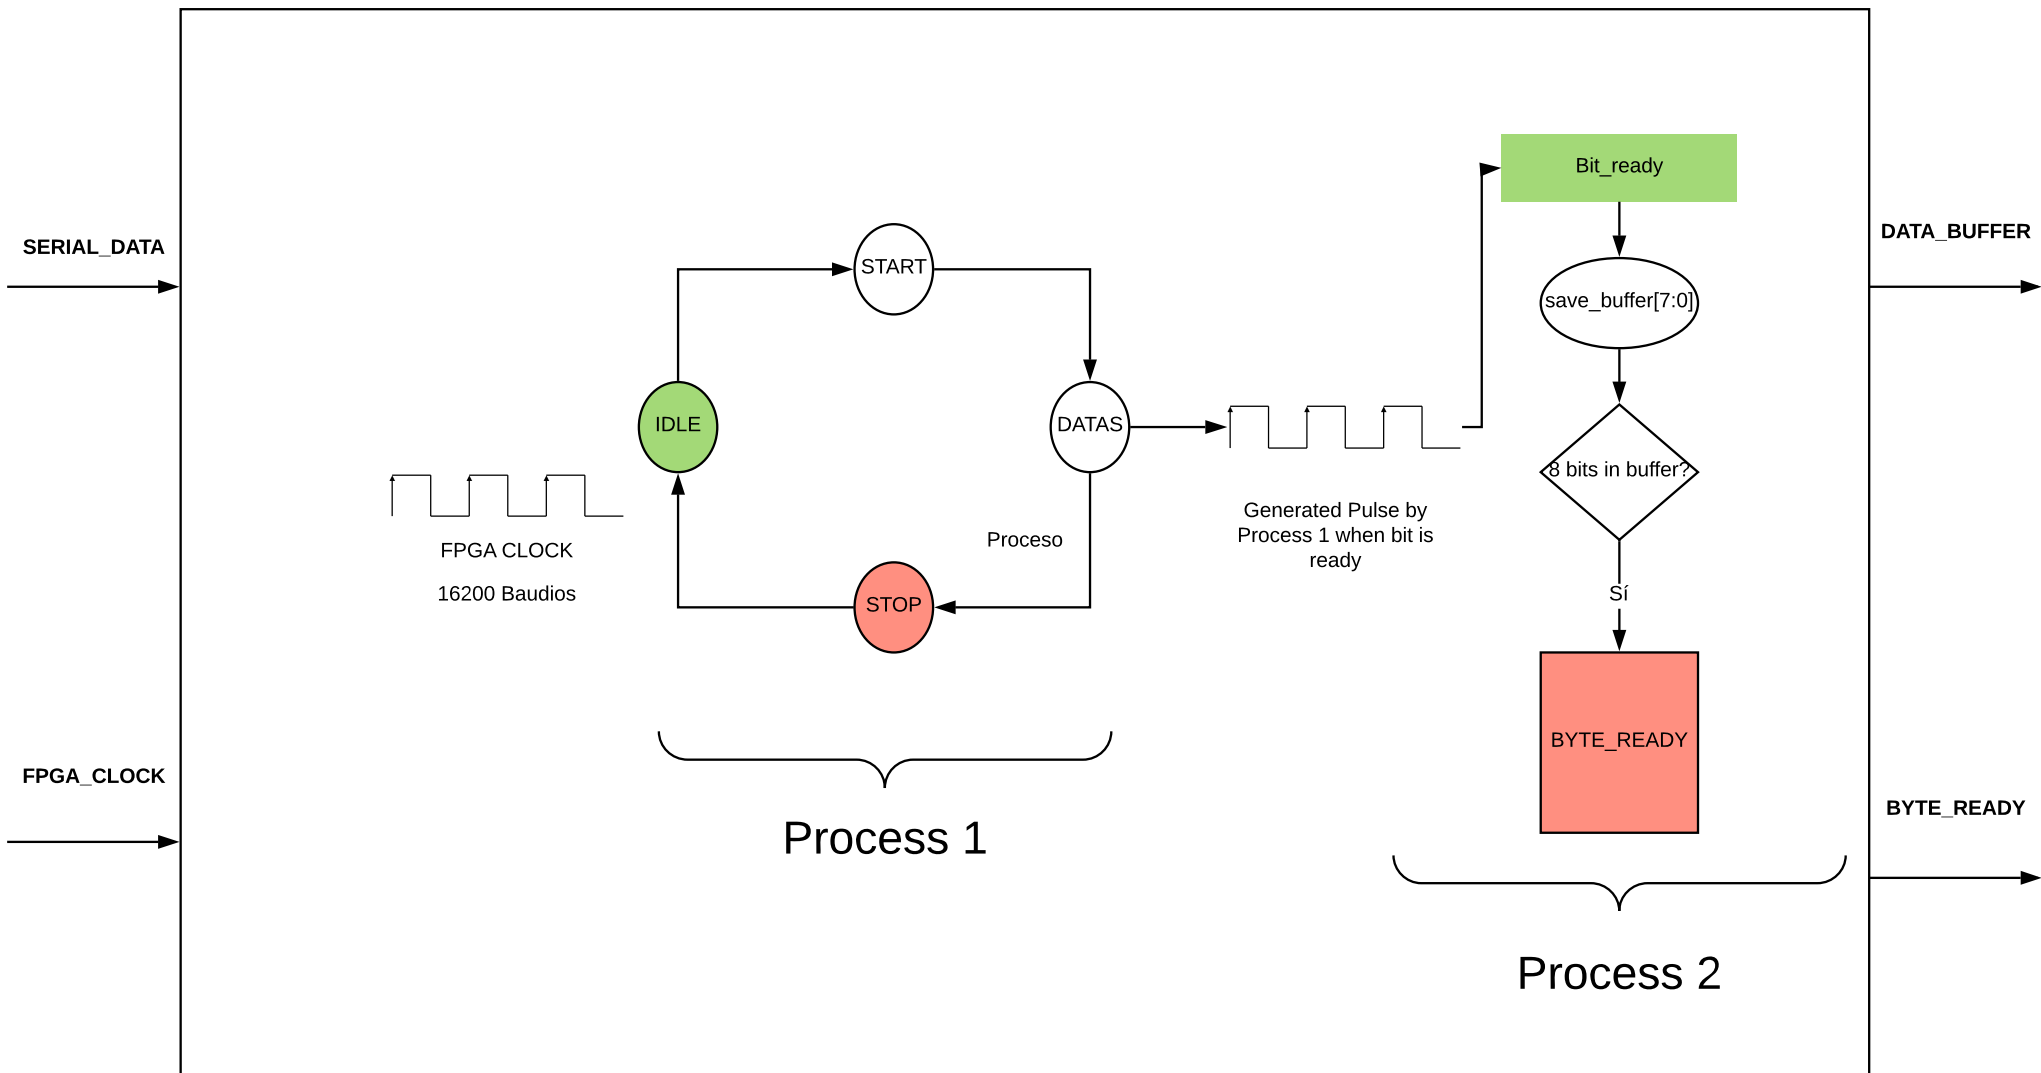 SERIAL_DATA
FPGA_CLOCK
FPGA CLOCK
16200 Baudios
IDLE
START
DATAS
STOP
Proceso
Process 1
Generated Pulse by
Process 1 when bit is
ready
Bit_ready
save_buffer[7:0]
8 bits in buffer?
Sí
BYTE_READY
Process 2
DATA_BUFFER
BYTE_READY